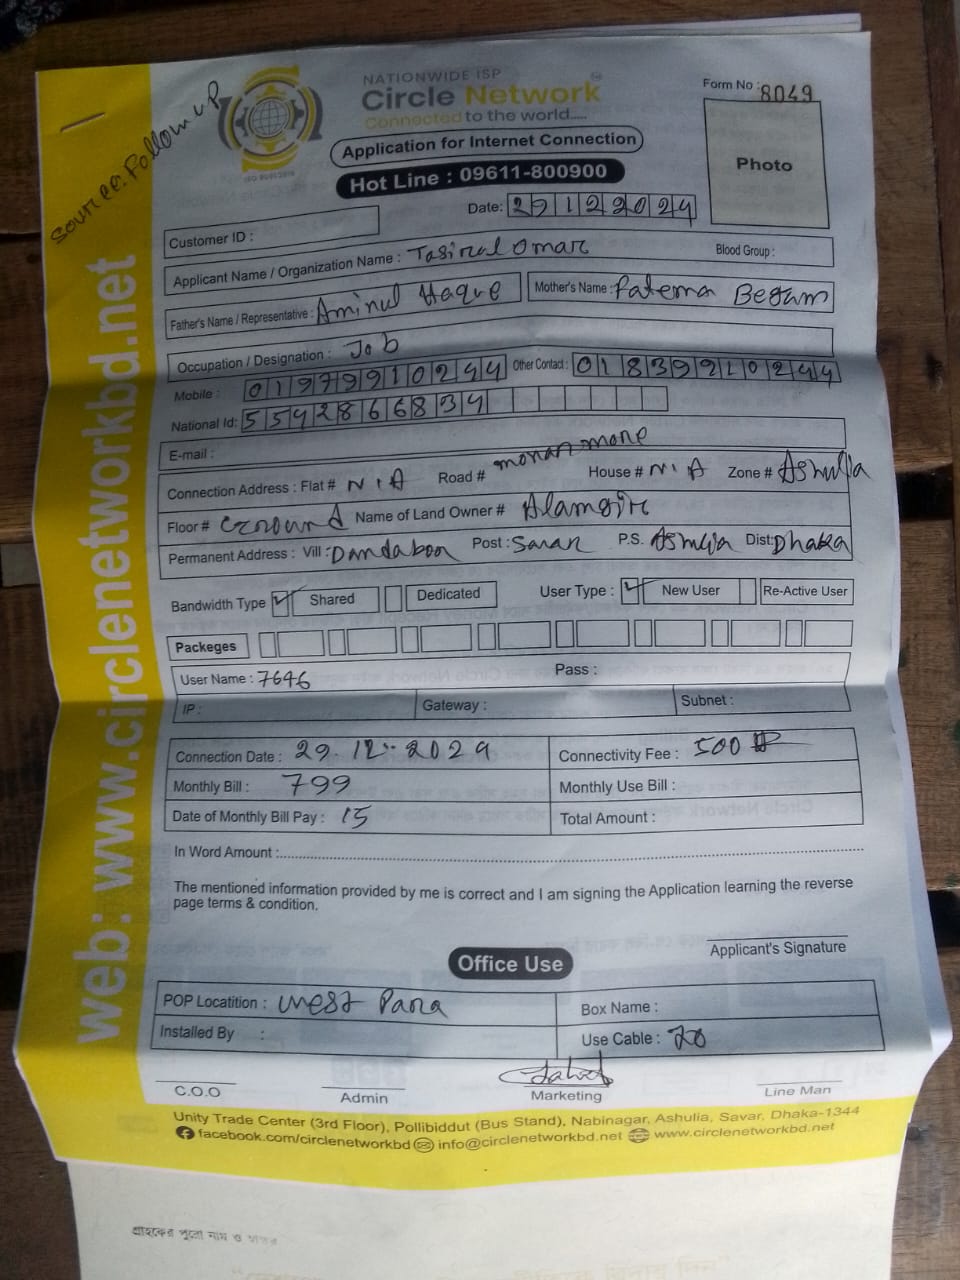 Source: Follow up
NATIONWIDE ISP
Circle Network
Connected to the world.....
ISO 9001:2015
Form No : 8049
Application for Internet Connection
Hot Line : 09611-800900
Photo
Date: 29122024
Customer ID :
Applicant Name / Organization Name : Tasirul Omar Blood Group :
Father's Name / Representative : Aminul Haque Mother's Name : Fatema Begam
Occupation / Designation : Job
Mobile : 01979910244 Other Contact : 01839910244
National Id: 5542866834
E-mail :
Connection Address : Flat # N/A Road # monan mone House # N/A Zone # Ashulia
Floor # Ground Name of Land Owner # Alamgir
Permanent Address : Vill : Dandabor Post : Savar P.S. Ashulia Dist: Dhaka
Bandwidth Type Shared Dedicated User Type : New User Re-Active User
Packeges
User Name : 7646 Pass :
IP : Gateway : Subnet :
Connection Date : 29-12-2024 Connectivity Fee : 500
Monthly Bill : 799 Monthly Use Bill :
Date of Monthly Bill Pay : 15 Total Amount :
In Word Amount :
The mentioned information provided by me is correct and I am signing the Application learning the reverse
page terms & condition.
Applicant's Signature
Office Use
POP Locatition : West Para Box Name :
Installed By : Use Cable : 20
C.O.O Admin Marketing Line Man
Unity Trade Center (3rd Floor), Pollibiddut (Bus Stand), Nabinagar, Ashulia, Savar, Dhaka-1344
facebook.com/circlenetworkbd info@circlenetworkbd.net www.circlenetworkbd.net
web: www.circlenetworkbd.net
গ্রাহকের পুরো নাম ও